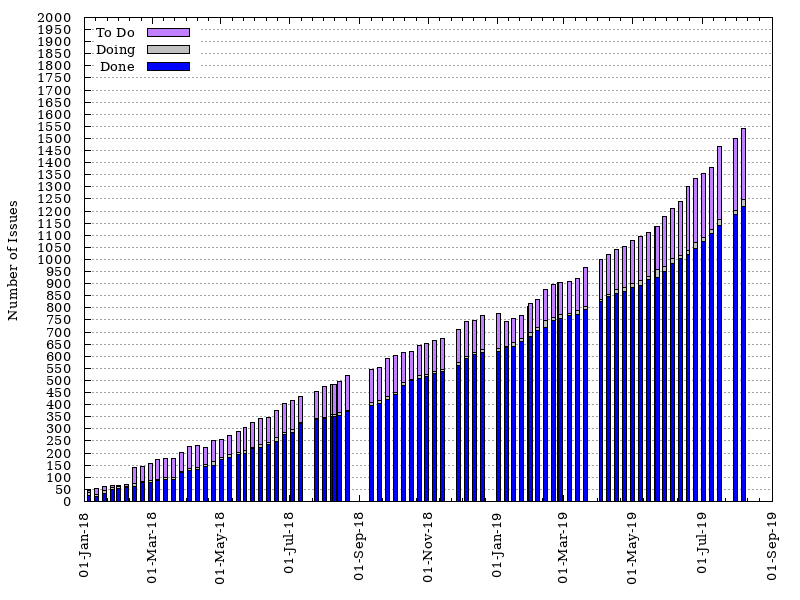 2000
1950
1900
1850
1800
1750
1700
1650
1600
1550
1500
1450
1400
1350
1300
1250
1200
1150
1100
1050
1000
950
900
850
800
750
700
650
600
550
500
450
400
350
300
250
200
150
100
50
0
Number of Issues
To Do
Doing
Done
01-Jan-18
01-Mar-18
01-May-18
01-Jul-18
01-Sep-18
01-Nov-18
01-Jan-19
01-Mar-19
01-May-19
01-Jul-19
01-Sep-19